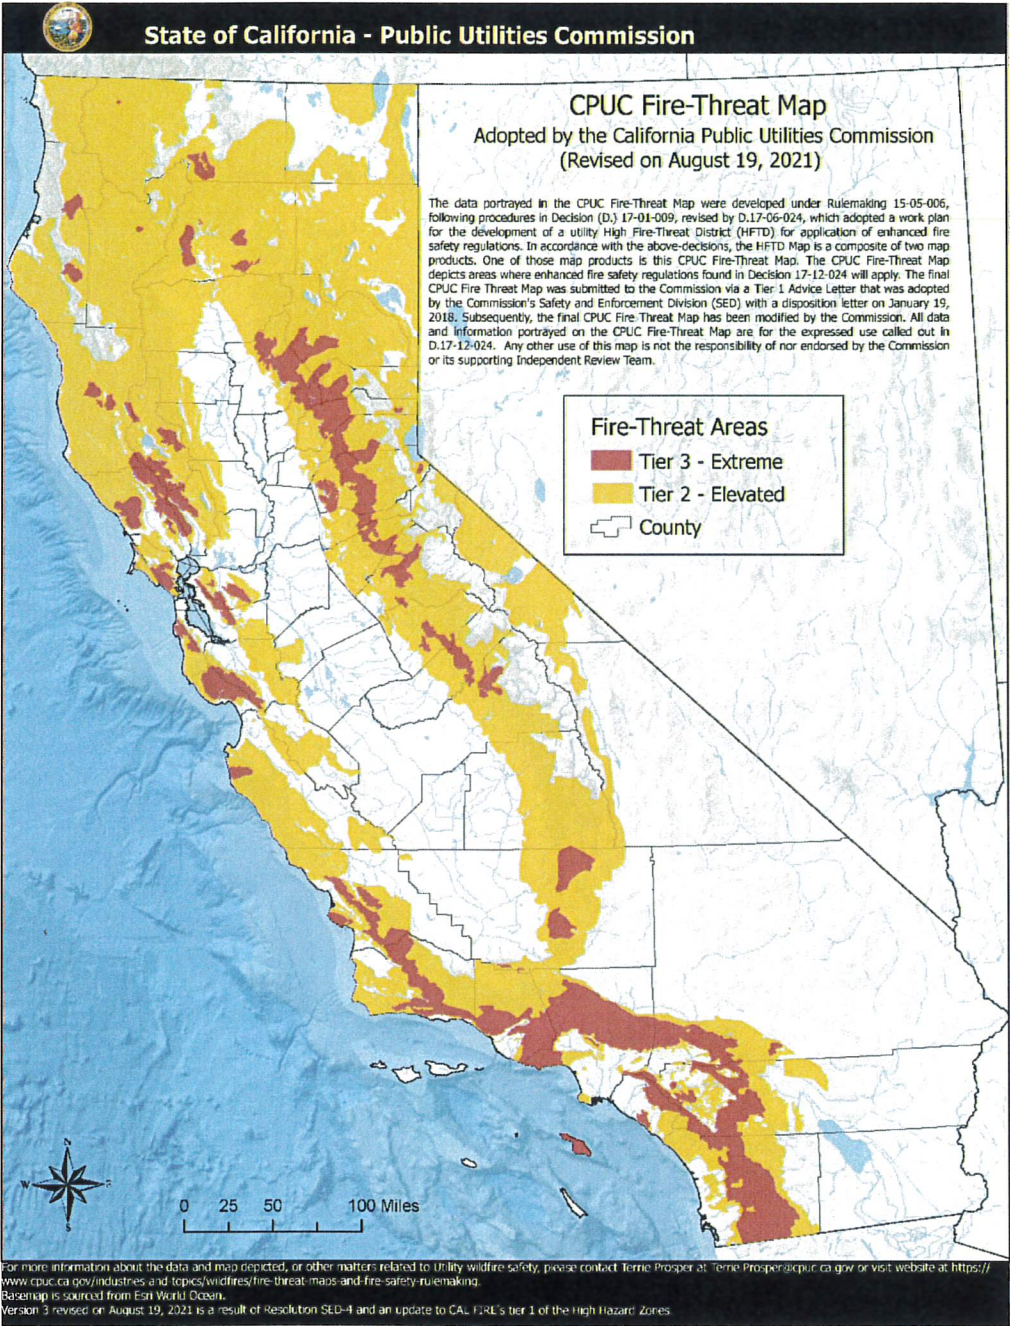 State of California - Public Utilities Commission
CPUC Fire-Threat Map
Adopted by the California Public Utilities Commission
(Revised on August 19, 2021)
The data portrayed in the CPUC Fire-Threat Map were developed under Rulemaking 15-05-006,
following procedures in Decision (D.) 17-01-009, revised by D.17-06-024, which adopted a work plan
for the development of a utility High Fire-Threat District (HFTD) for application of enhanced fire
safety regulations. In accordance with the above-decisions, the HFTD Map is a composite of two map
products. One of those map products is this CPUC Fire-Threat Map. The CPUC Fire-Threat Map
depicts areas where enhanced fire safety regulations found in Decision 17-12-024 will apply. The final
CPUC Fire Threat Map was submitted to the Commission via a Tier 1 Advice Letter that was adopted
by the Commission's Safety and Enforcement Division (SED) with a disposition letter on January 19,
2018. Subsequently, the final CPUC Fire Threat Map has been modified by the Commission. All data
and information portrayed on the CPUC Fire-Threat Map are for the expressed use called out in
D.17-12-024. Any other use of this map is not the responsibility of nor endorsed by the Commission
or its supporting Independent Review Team.
Fire-Threat Areas
Tier 3 - Extreme
Tier 2 - Elevated
County
N
W
E
S
0 25 50 100 Miles
For more information about the data and map depicted, or other matters related to Utility wildfire safety, please contact Terrie Prosper at Terrie Prosper@cpuc.ca.gov or visit website at https://
www.cpuc.ca.gov/industries-and-topics/wildfires/fire-threat-maps-and-fire-safety-rulemaking.
Basemap is sourced from Esri World Ocean.
Version 3 revised on August 19, 2021 is a result of Resolution SED-4 and an update to CAL FIRE's tier 1 of the High Hazard Zones